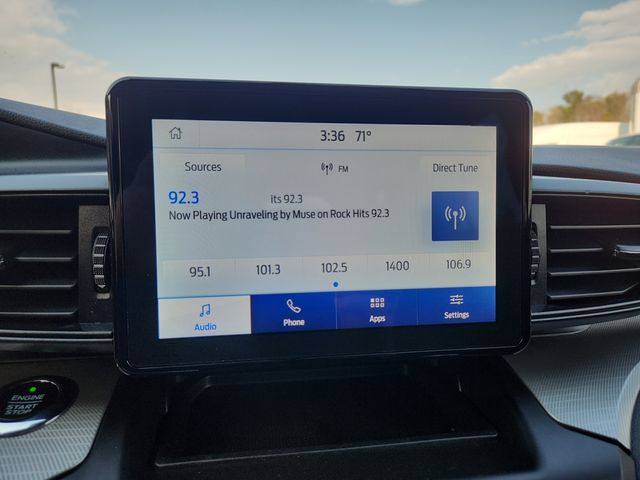 3:36 71°
Sources FM Direct Tune
92.3 its 92.3
Now Playing Unraveling by Muse on Rock Hits 92.3
95.1 101.3 102.5 1400 106.9
Audio Phone Apps Settings
ENGINE
START
STOP